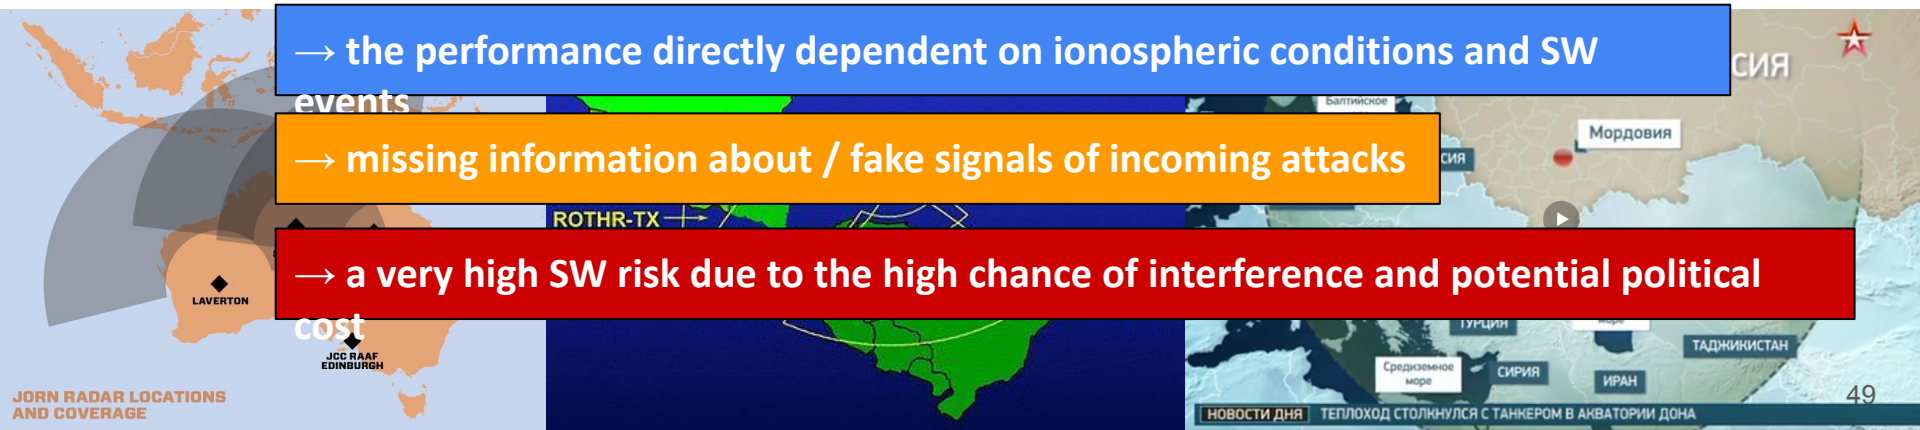 → the performance directly dependent on ionospheric conditions and SW
events
→ missing information about / fake signals of incoming attacks
→ a very high SW risk due to the high chance of interference and potential political
cost
LAVERTON
JCC RAAF
EDINBURGH
JORN RADAR LOCATIONS
AND COVERAGE
ROTHR-TX
СИЯ
Балтийское
Мордовия
СИЯ
ТУРЦИЯ
море
ТАДЖИКИСТАН
Средиземное
море
СИРИЯ
ИРАН
НОВОСТИ ДНЯ ТЕПЛОХОД СТОЛКНУЛСЯ С ТАНКЕРОМ В АКВАТОРИИ ДОНА
49